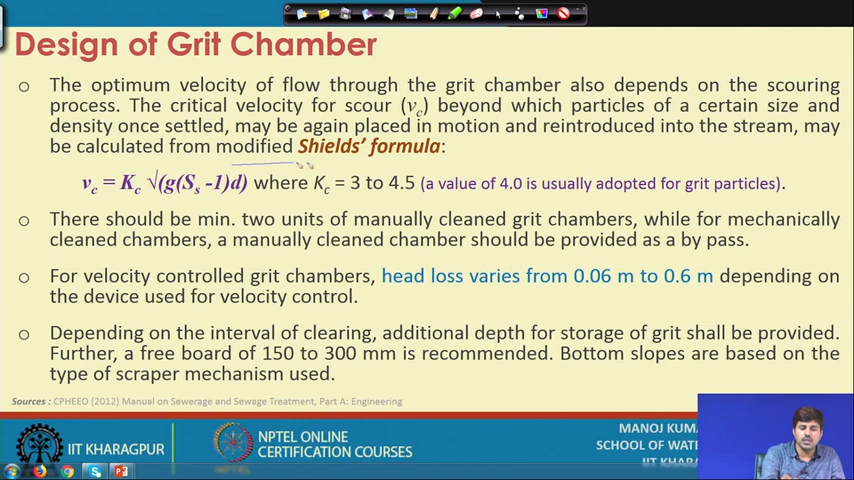 Design of Grit Chamber
o The optimum velocity of flow through the grit chamber also depends on the scouring
process. The critical velocity for scour (vc) beyond which particles of a certain size and
density once settled, may be again placed in motion and reintroduced into the stream, may
be calculated from modified Shields’ formula:
vc = Kc √(g(Ss -1)d) where Kc = 3 to 4.5 (a value of 4.0 is usually adopted for grit particles).
o There should be min. two units of manually cleaned grit chambers, while for mechanically
cleaned chambers, a manually cleaned chamber should be provided as a by pass.
o For velocity controlled grit chambers, head loss varies from 0.06 m to 0.6 m depending on
the device used for velocity control.
o Depending on the interval of clearing, additional depth for storage of grit shall be provided.
Further, a free board of 150 to 300 mm is recommended. Bottom slopes are based on the
type of scraper mechanism used.
Sources : CPHEEO (2012) Manual on Sewerage and Sewage Treatment, Part A: Engineering
IIT KHARAGPUR
NPTEL ONLINE
CERTIFICATION COURSES
MANOJ KUM
SCHOOL OF WATE
IIT KHARA